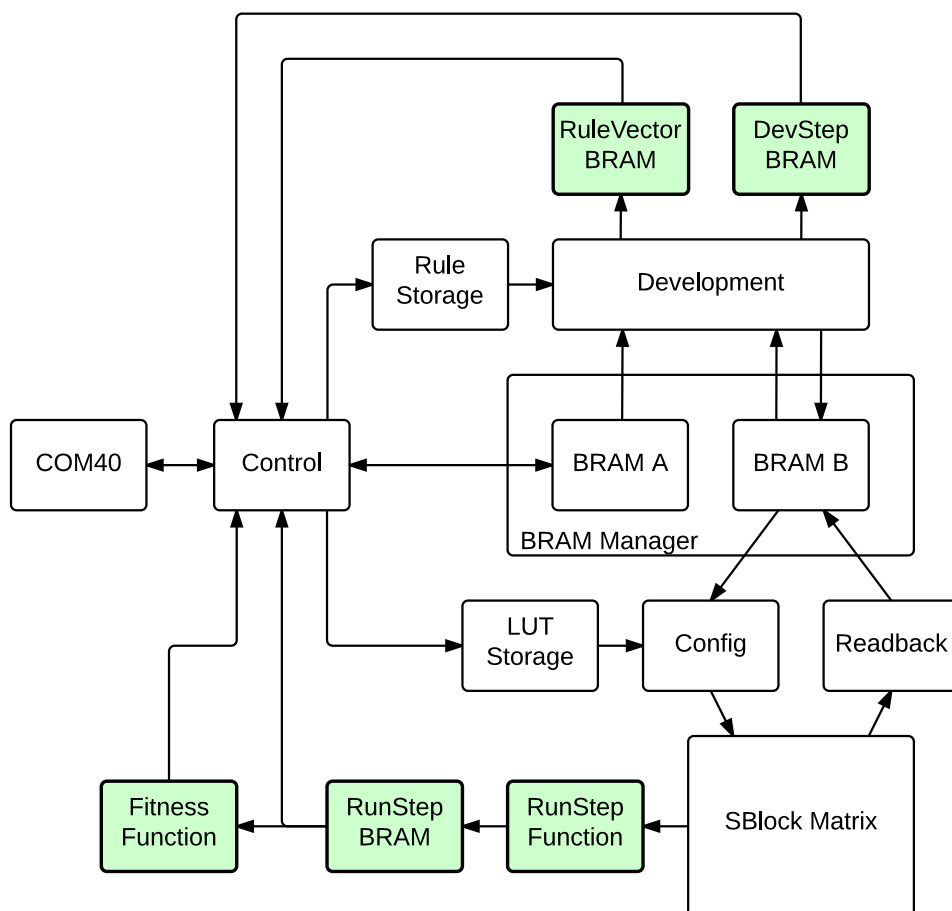 RuleVector
BRAM
DevStep
BRAM
Rule
Storage
Development
COM40
Control
BRAM A
BRAM B
BRAM Manager
LUT
Storage
Config
Readback
Fitness
Function
RunStep
BRAM
RunStep
Function
SBlock Matrix